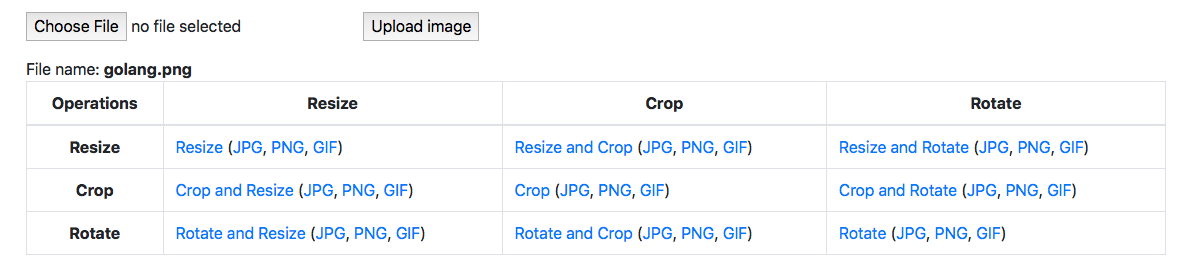 Choose File no file selected Upload image
File name: golang.png
Operations Resize Crop Rotate
Resize Resize (JPG, PNG, GIF) Resize and Crop (JPG, PNG, GIF) Resize and Rotate (JPG, PNG, GIF)
Crop Crop and Resize (JPG, PNG, GIF) Crop (JPG, PNG, GIF) Crop and Rotate (JPG, PNG, GIF)
Rotate Rotate and Resize (JPG, PNG, GIF) Rotate and Crop (JPG, PNG, GIF) Rotate (JPG, PNG, GIF)